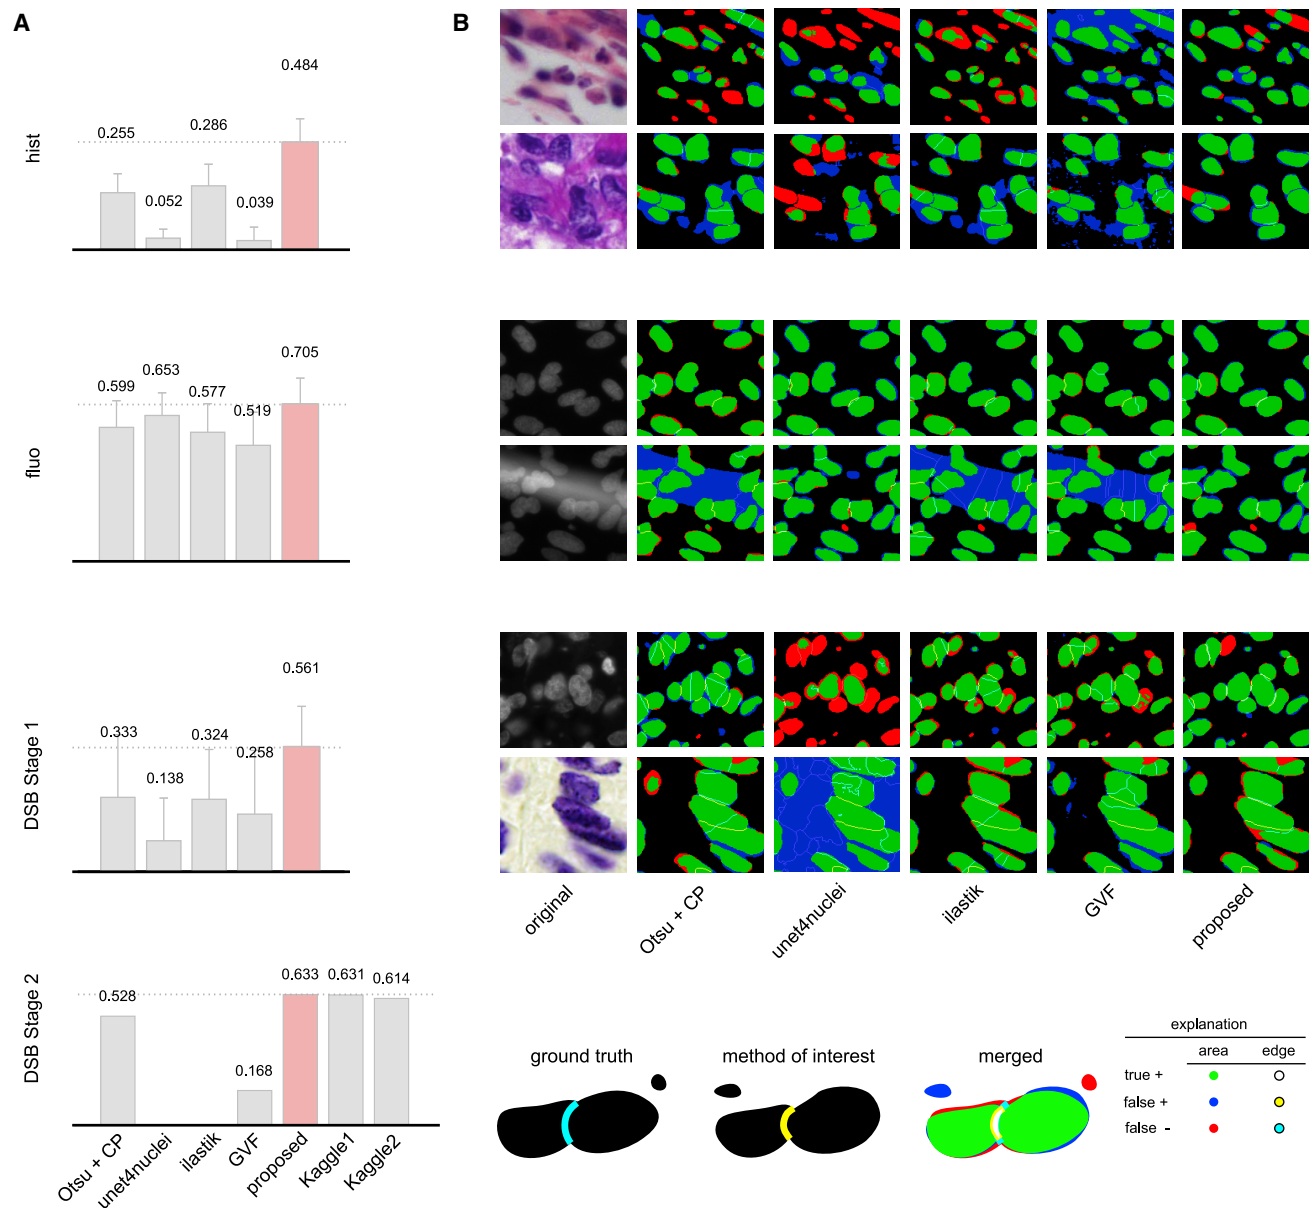 A
B
hist
0.255
0.052
0.286
0.039
0.484
fluo
0.599
0.653
0.577
0.519
0.705
DSB Stage 1
0.333
0.138
0.324
0.258
0.561
DSB Stage 2
0.528
0.168
0.633
0.631
0.614
Otsu + CP
unet4nuclei
ilastik
GVF
proposed
Kaggle1
Kaggle2
original
Otsu + CP
unet4nuclei
ilastik
GVF
proposed
ground truth
method of interest
merged
explanation
area edge
true +
false +
false -